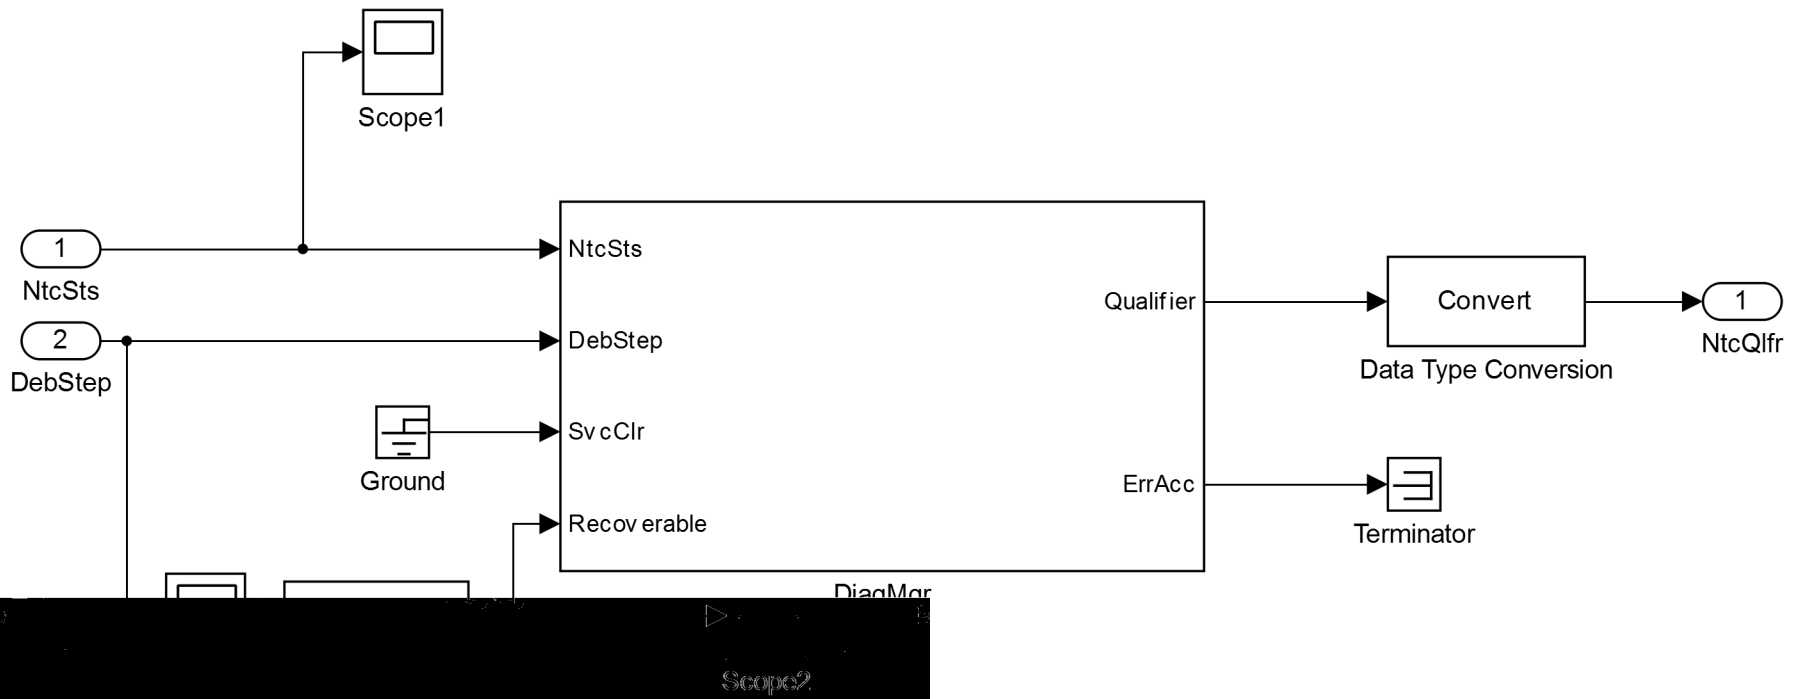 Scope1
1
NtcSts
NtcSts
Qualifier
Convert
1
NtcQlfr
2
DebStep
DebStep
Data Type Conversion
SvcClr
Ground
ErrAcc
Terminator
Recoverable
DiagMgr
Scope2